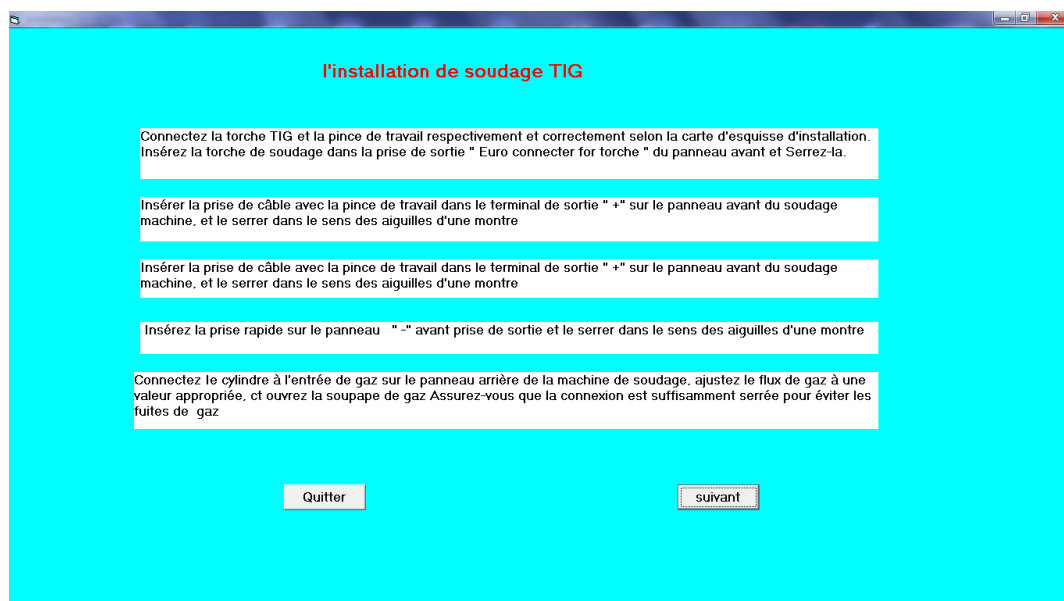 l'installation de soudage TIG
Connectez la torche TIG et la pince de travail respectivement et correctement selon la carte d'esquisse d'installation.
Insérez la torche de soudage dans la prise de sortie " Euro connecter for torche " du panneau avant et Serrez-la.
Insérer la prise de câble avec la pince de travail dans le terminal de sortie " +" sur le panneau avant du soudage
machine, et le serrer dans le sens des aiguilles d'une montre
Insérer la prise de câble avec la pince de travail dans le terminal de sortie " +" sur le panneau avant du soudage
machine, et le serrer dans le sens des aiguilles d'une montre
Insérez la prise rapide sur le panneau " -" avant prise de sortie et le serrer dans le sens des aiguilles d'une montre
Connectez le cylindre à l'entrée de gaz sur le panneau arrière de la machine de soudage, ajustez le flux de gaz à une
valeur appropriée, ct ouvrez la soupape de gaz Assurez-vous que la connexion est suffisamment serrée pour éviter les
fuites de gaz
Quitter
suivant